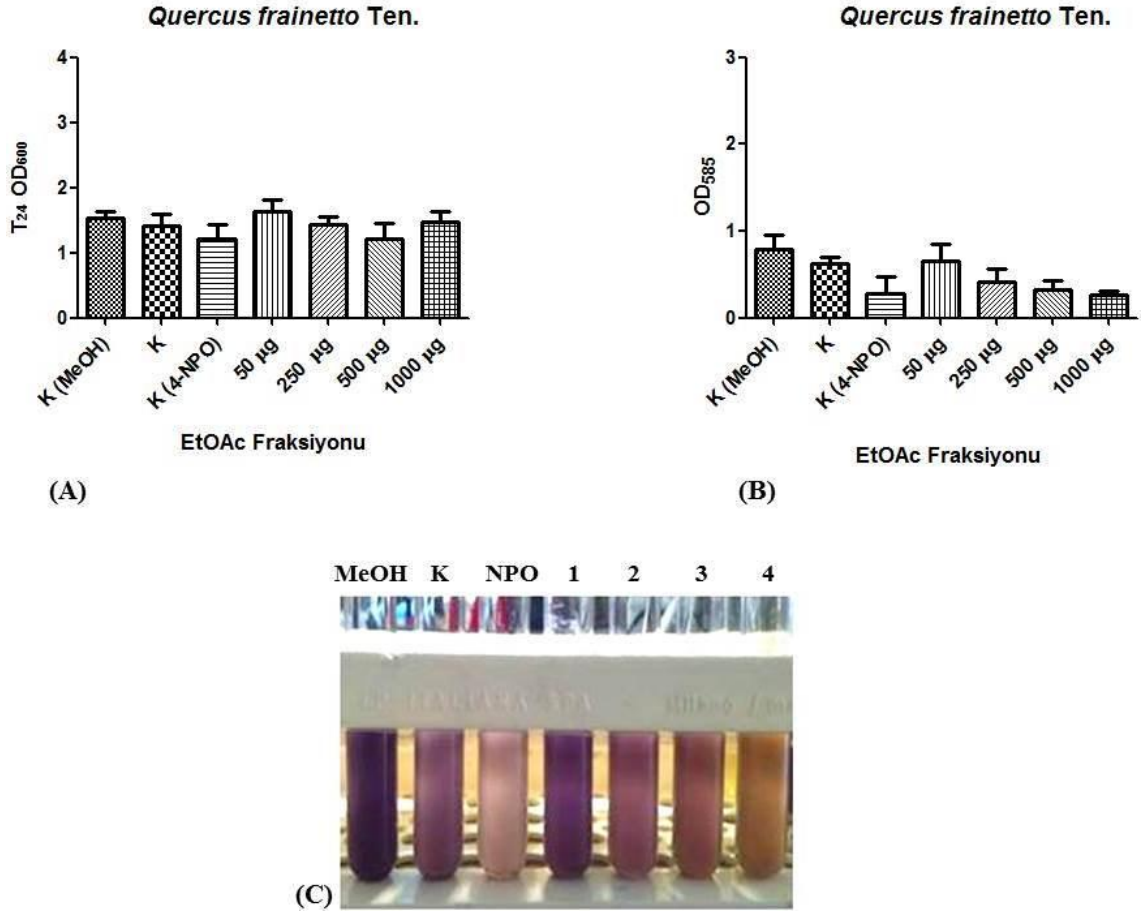 Quercus frainetto Ten.
4
3
2
1
0
T24 OD600
K (MeOH)
K
K (4-NPO)
50 µg
250 µg
500 µg
1000 µg
EtOAc Fraksiyonu
(A)
Quercus frainetto Ten.
3
2
1
0
OD585
K (MeOH)
K
K (4-NPO)
50 µg
250 µg
500 µg
1000 µg
EtOAc Fraksiyonu
(B)
MeOH K NPO 1 2 3 4
(C)